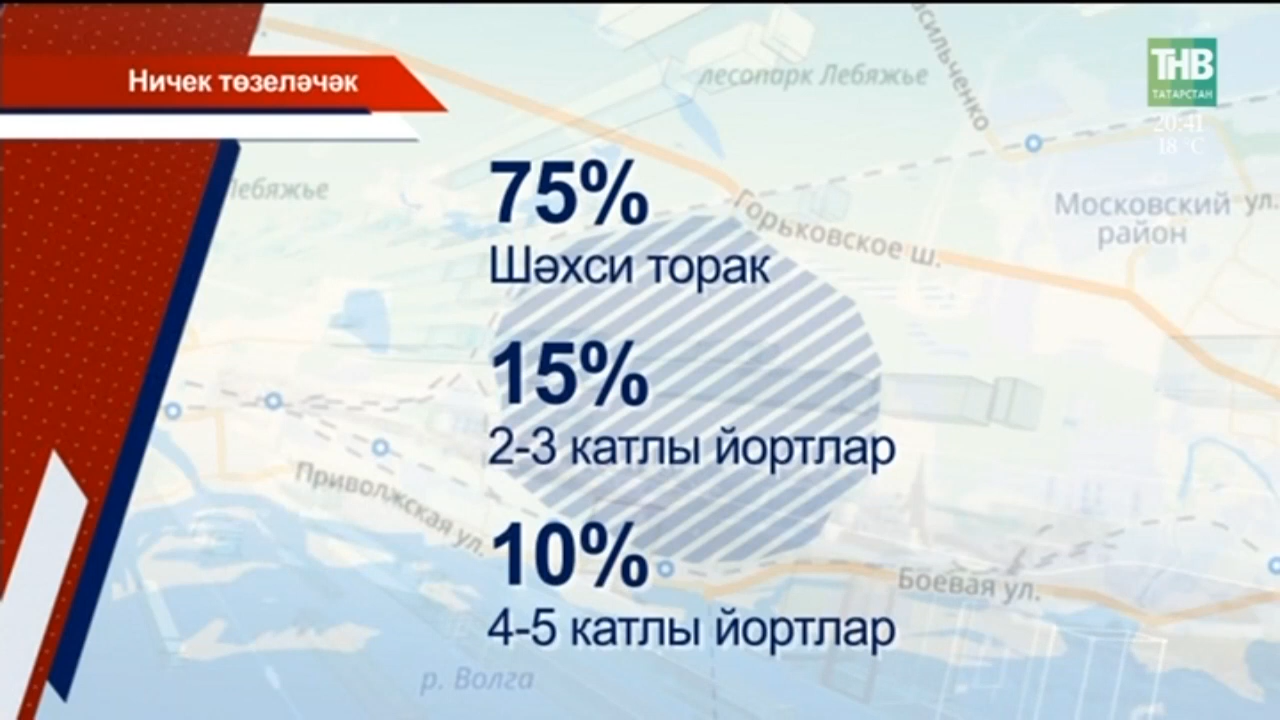 Ничек төзеләчәк
ТНВ
ТАТАРСТАН
20:41
18 °C
лесопарк Лебяжье
Лебяжье
75%
Шәхси торак
Горьковское ш.
Московский
район
ул.
15%
2-3 катлы йортлар
Приволжская ул.
10%
4-5 катлы йортлар
Боевая ул.
р. Волга